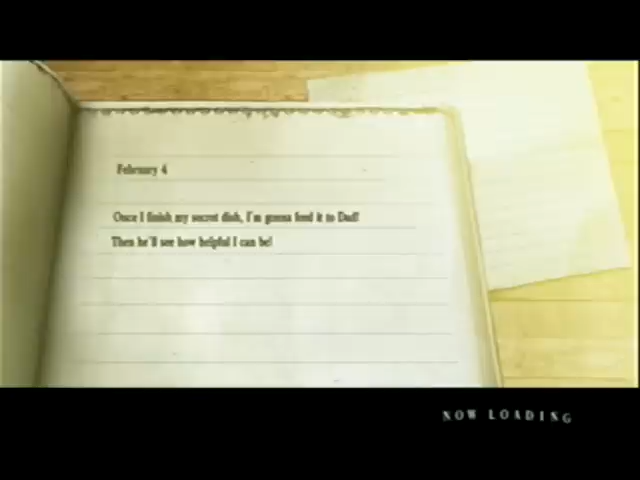 February 4
Once I finish my secret dish, I'm gonna feed it to Dad!
Then he'll see how helpful I can be!
NOW LOADING